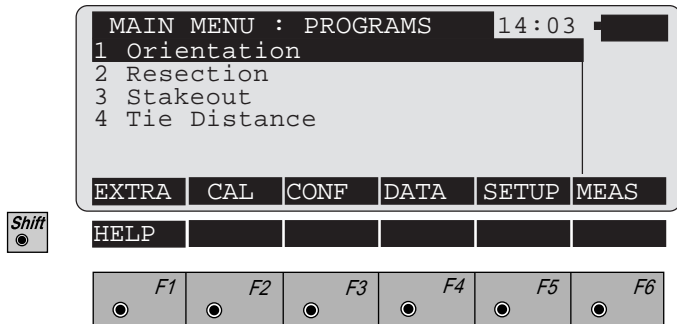 MAIN MENU : PROGRAMS 14:03
1 Orientation
2 Resection
3 Stakeout
4 Tie Distance
EXTRA CAL CONF DATA SETUP MEAS
Shift
HELP
F1 F2 F3 F4 F5 F6